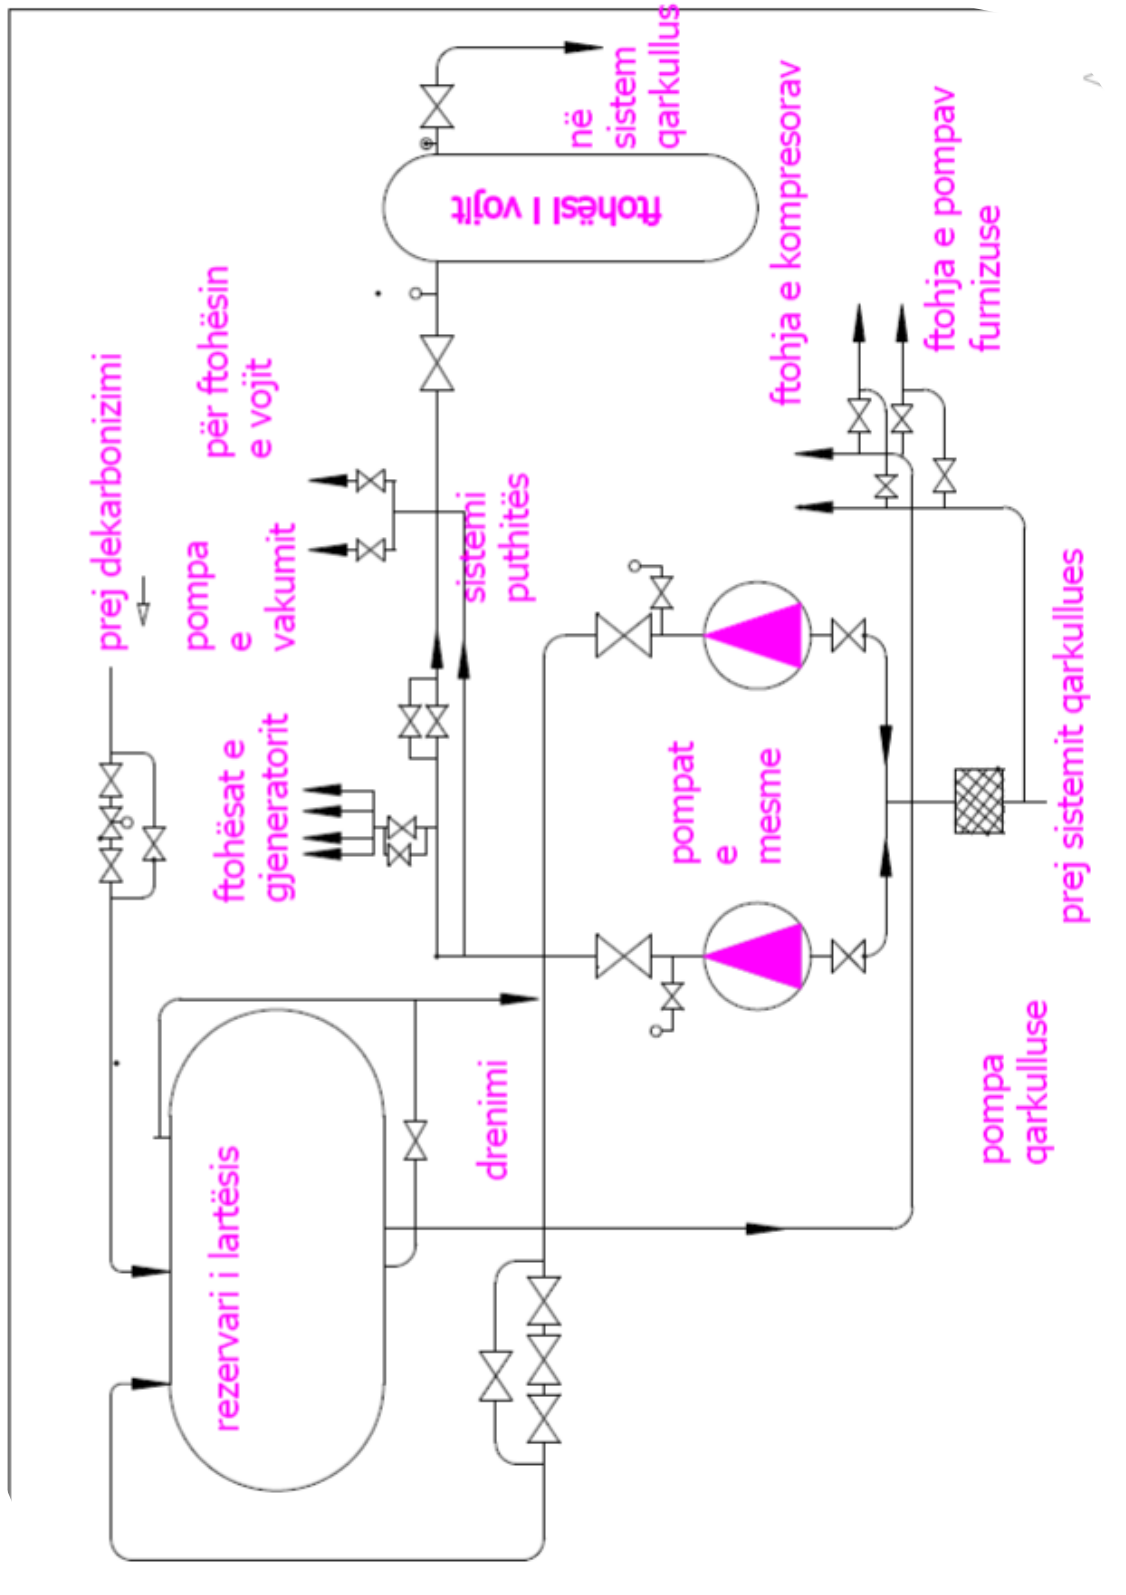 prej dekarbonizimi
për ftohësin
e vojit
pompa
e
vakumit
ftohësat e
gjeneratorit
rezervari i lartësis
drenimi
sistemi
puthitës
ftohësI I vojit
në
sistem
qarkullus
ftohja e kompresorav
ftohja e pompav
furnizuse
pompat
e
mesme
prej sistemit qarkullues
pompa
qarkulluse